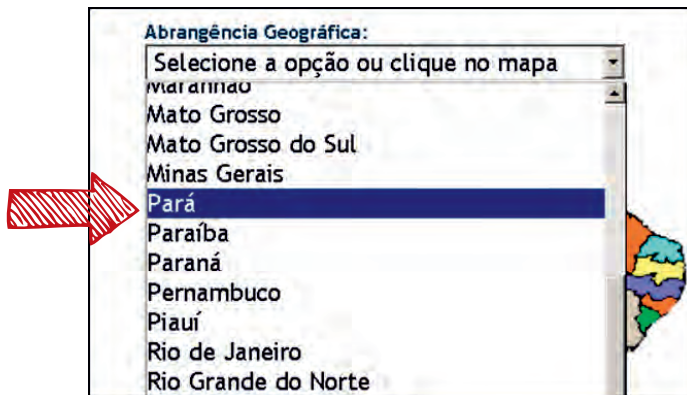 Abrangência Geográfica:
Selecione a opção ou clique no mapa
Maranhão
Mato Grosso
Mato Grosso do Sul
Minas Gerais
Pará
Paraíba
Paraná
Pernambuco
Piauí
Rio de Janeiro
Rio Grande do Norte